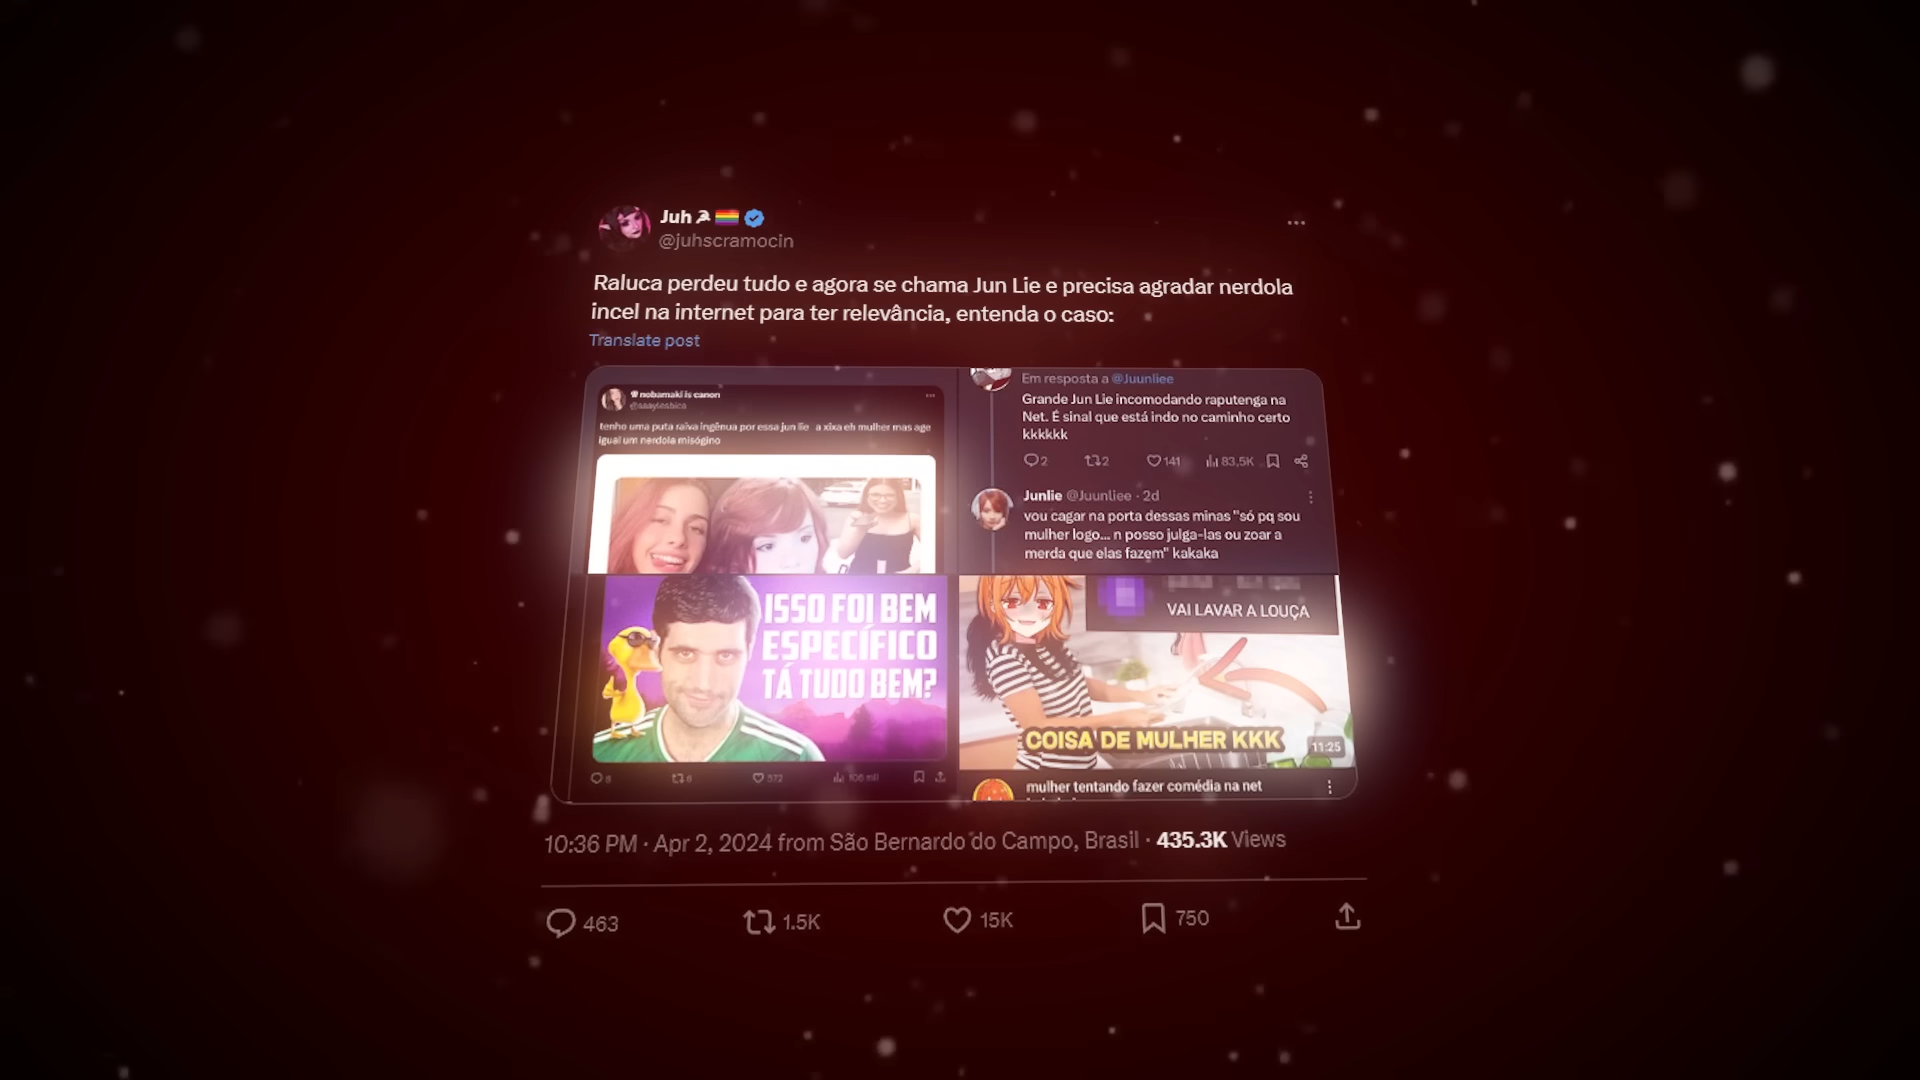 Juh
@juhscramocin
Raluca perdeu tudo e agora se chama Jun Lie e precisa agradar nerdola
incel na internet para ter relevância, entenda o caso:
Translate post
nobamaki is canon
tenho uma puta raiva ingênua por essa jun lie a xixa eh mulher mas age
igual um nerdola misógino
Em resposta a @Juunliee
Grande Jun Lie incomodando raputenga na
Net. É sinal que está indo no caminho certo
kkkkkk
2 2 141 83,5K
Junlie @Juunliee · 2d
vou cagar na porta dessas minas "só pq sou
mulher logo... n posso julga-las ou zoar a
merda que elas fazem" kakaka
ISSO FOI BEM
ESPECÍFICO
TÁ TUDO BEM?
6 6 572 106 mil
VAI LAVAR A LOUÇA
COISA DE MULHER KKK
11:25
mulher tentando fazer comédia na net
10:36 PM · Apr 2, 2024 from São Bernardo do Campo, Brasil · 435.3K Views
463 1.5K 15K 750